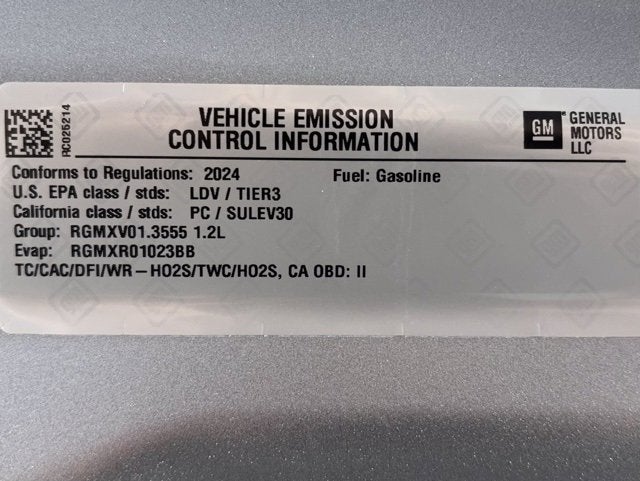 RC025214
VEHICLE EMISSION
CONTROL INFORMATION
GM
GENERAL
MOTORS
LLC
Conforms to Regulations: 2024 Fuel: Gasoline
U.S. EPA class / stds: LDV / TIER3
California class / stds: PC / SULEV30
Group: RGMXV01.3555 1.2L
Evap: RGMXR01023BB
TC/CAC/DFI/WR-HO2S/TWC/HO2S, CA OBD: II